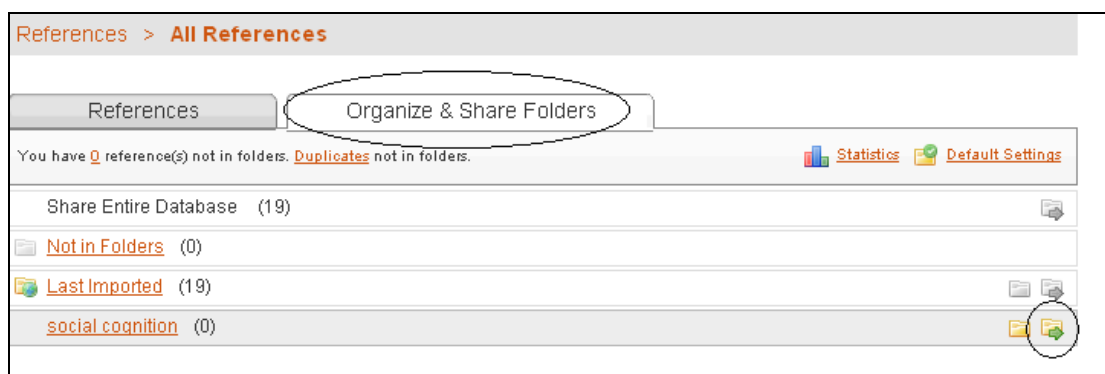 References > All References
References Organize & Share Folders
You have 0 reference(s) not in folders. Duplicates not in folders. Statistics Default Settings
Share Entire Database (19)
Not in Folders (0)
Last Imported (19)
social cognition (0)